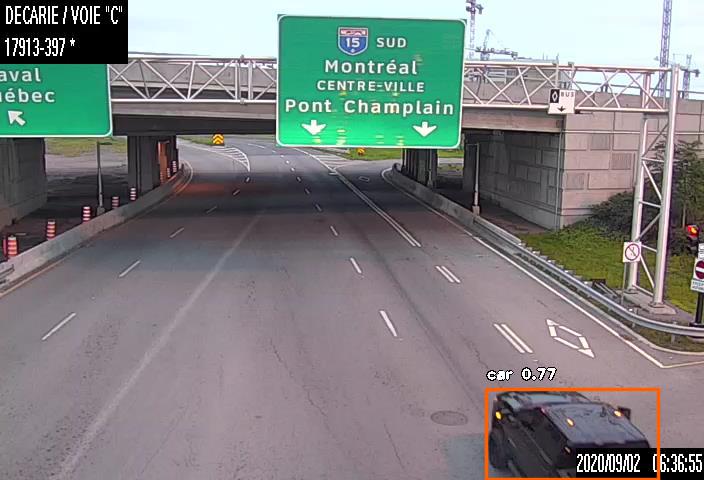 DECARIE / VOIE "C"
17913-397 *
aval
uébec
15 SUD
Montréal
CENTRE-VILLE
Pont Champlain
BUS
car 0.77
2020/09/02 06:36:55